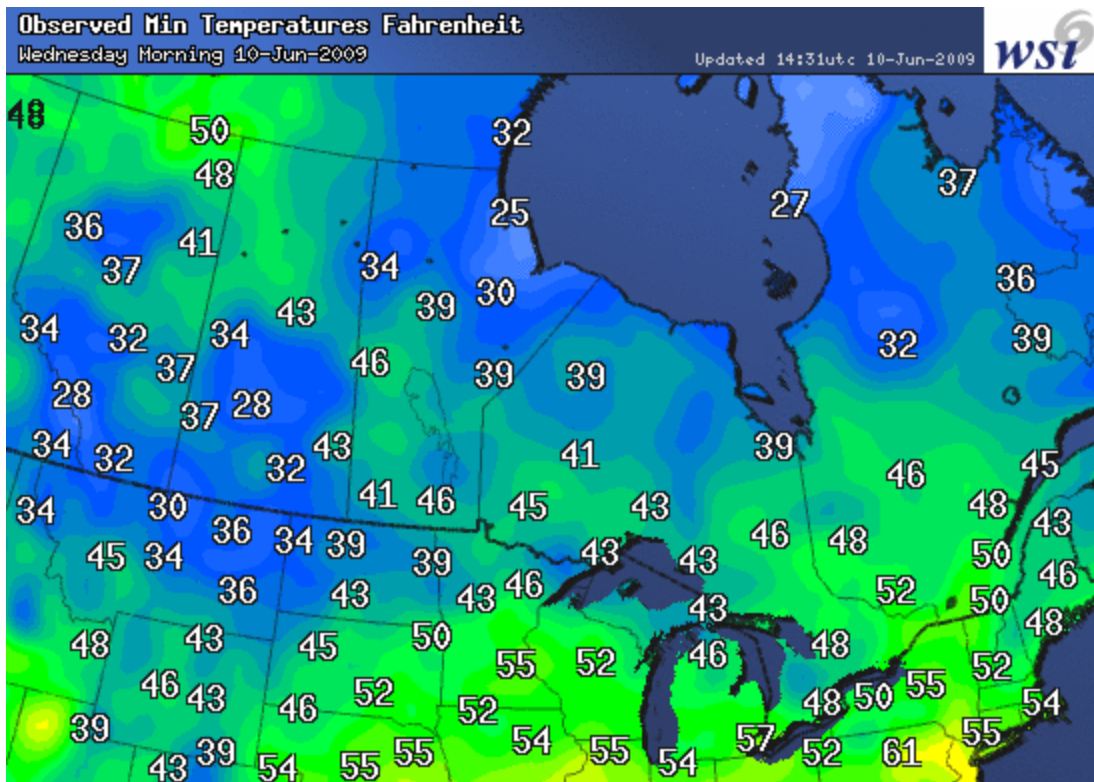 Observed Min Temperatures Fahrenheit
Wednesday Morning 10-Jun-2009
Updated 14:31utc 10-Jun-2009
wsi
48
50 32
48 37
36 25 27
41
37 34 36
30
43 39
34 32 34 39
32
37 46 39 39
28 28
37
34 43 39
32 32 41 46 45
41 46
34 30 45 43 48
36 46 43
34 39 48
45 34 39 43 43 50
46 46
36 43 43 52 50
43 48
48 43 45 50 48
46
55 52 52
46 43 52 55
46 52 48 50 54
39 55
39 54 55 57 52 61
43 54 55 54